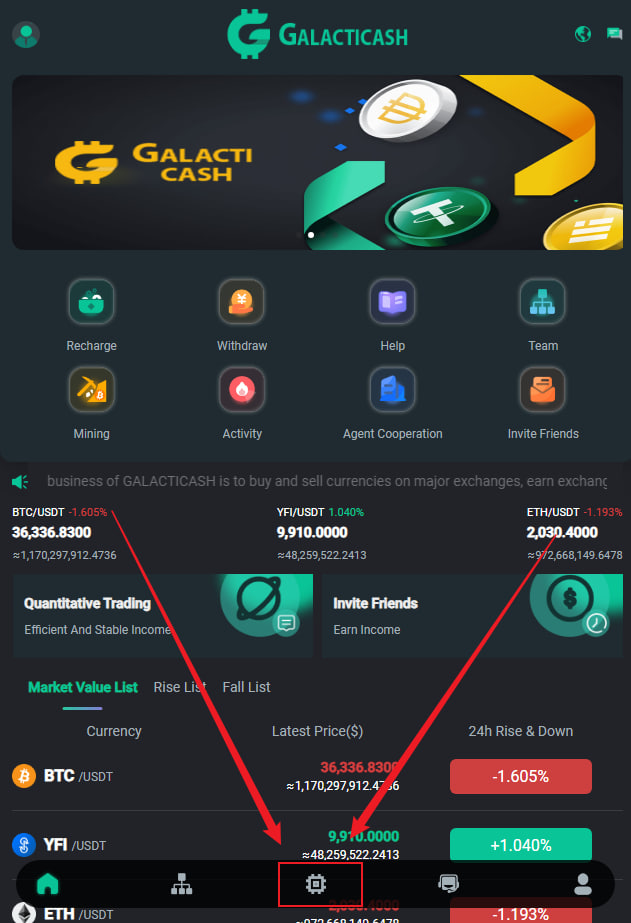 GALACTICASH
GALACTI
CASH
Recharge
Withdraw
Help
Team
Mining
Activity
Agent Cooperation
Invite Friends
business of GALACTICASH is to buy and sell currencies on major exchanges, earn exchang
BTC/USDT -1.605%
YFI/USDT 1.040%
ETH/USDT -1.193%
36,336.8300
9,910.0000
2,030.4000
≈1,170,297,912.4736
≈48,259,522.2413
≈972,668,149.6478
Quantitative Trading
Efficient And Stable Income
Invite Friends
Earn Income
Market Value List
Rise List
Fall List
Currency
Latest Price($)
24h Rise & Down
BTC /USDT
36,336.8300
≈1,170,297,912.4736
-1.605%
YFI /USDT
9,910.0000
≈48,259,522.2413
+1.040%
ETH /USDT
2,030.4000
≈972,668,149.6478
-1.193%